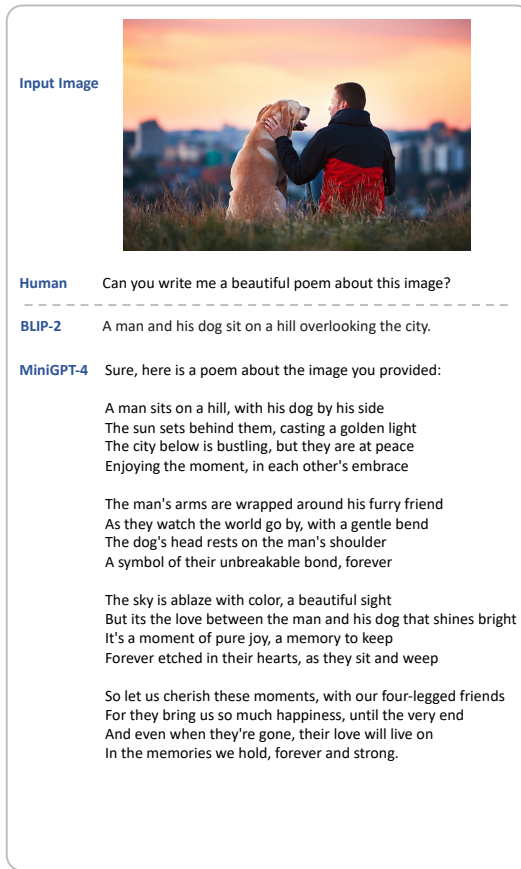 Input Image
Human Can you write me a beautiful poem about this image?
BLIP-2 A man and his dog sit on a hill overlooking the city.
MiniGPT-4 Sure, here is a poem about the image you provided:
A man sits on a hill, with his dog by his side
The sun sets behind them, casting a golden light
The city below is bustling, but they are at peace
Enjoying the moment, in each other's embrace
The man's arms are wrapped around his furry friend
As they watch the world go by, with a gentle bend
The dog's head rests on the man's shoulder
A symbol of their unbreakable bond, forever
The sky is ablaze with color, a beautiful sight
But its the love between the man and his dog that shines bright
It's a moment of pure joy, a memory to keep
Forever etched in their hearts, as they sit and weep
So let us cherish these moments, with our four-legged friends
For they bring us so much happiness, until the very end
And even when they're gone, their love will live on
In the memories we hold, forever and strong.